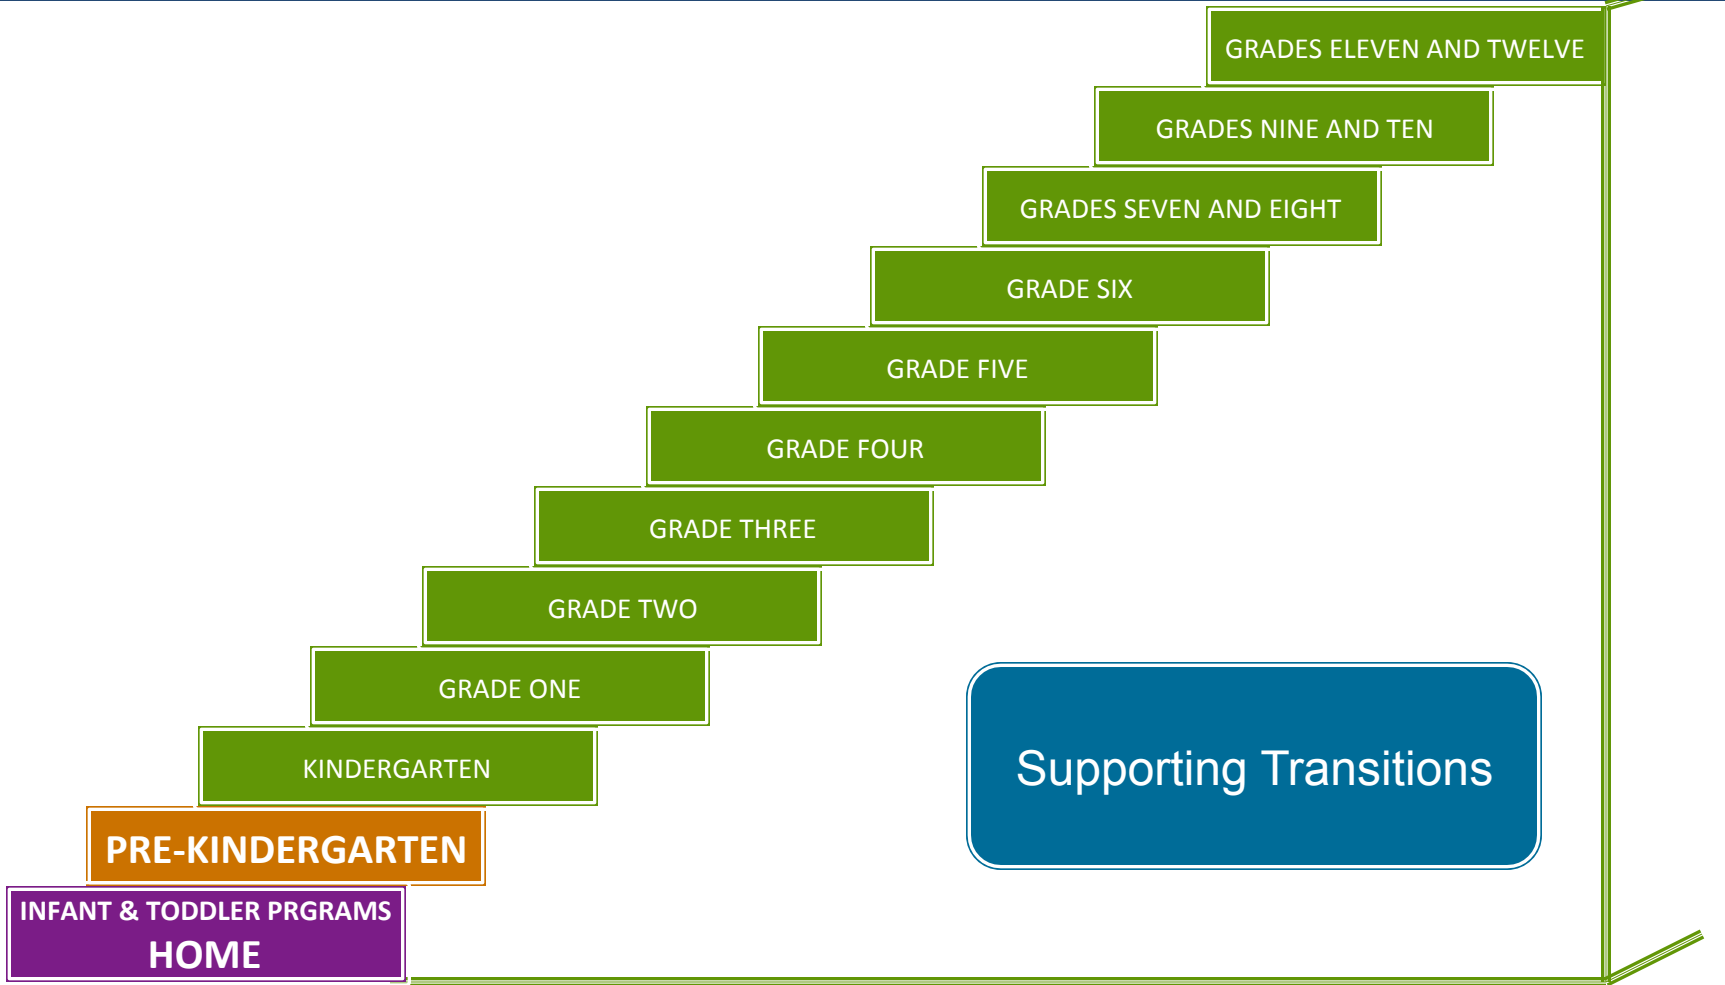 GRADES ELEVEN AND TWELVE
GRADES NINE AND TEN
GRADES SEVEN AND EIGHT
GRADE SIX
GRADE FIVE
GRADE FOUR
GRADE THREE
GRADE TWO
GRADE ONE
KINDERGARTEN
Supporting Transitions
PRE-KINDERGARTEN
INFANT & TODDLER PRGRAMS
HOME